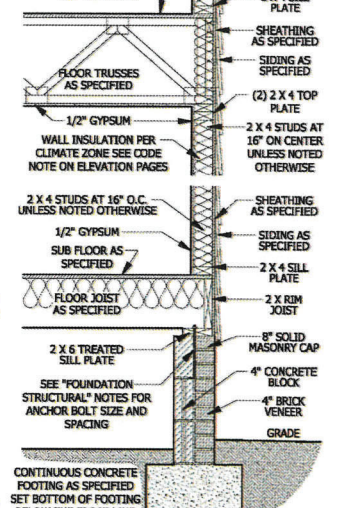 PLATE
SHEATHING
AS SPECIFIED
SIDING AS
SPECIFIED
FLOOR TRUSSES
AS SPECIFIED
(2) 2 X 4 TOP
PLATE
1/2" GYPSUM
WALL INSULATION PER
CLIMATE ZONE SEE CODE
NOTE ON ELEVATION PAGES
2 X 4 STUDS AT
16" ON CENTER
UNLESS NOTED
OTHERWISE
2 X 4 STUDS AT 16" O.C.
UNLESS NOTED OTHERWISE
SHEATHING
AS SPECIFIED
1/2" GYPSUM
SIDING AS
SPECIFIED
SUB FLOOR AS
SPECIFIED
2 X 4 SILL
PLATE
FLOOR JOIST
AS SPECIFIED
2 X RIM
JOIST
2 X 6 TREATED
SILL PLATE
8" SOLID
MASONRY CAP
SEE "FOUNDATION
STRUCTURAL" NOTES FOR
ANCHOR BOLT SIZE AND
SPACING
4" CONCRETE
BLOCK
4" BRICK
VENEER
GRADE
CONTINUOUS CONCRETE
FOOTING AS SPECIFIED
SET BOTTOM OF FOOTING